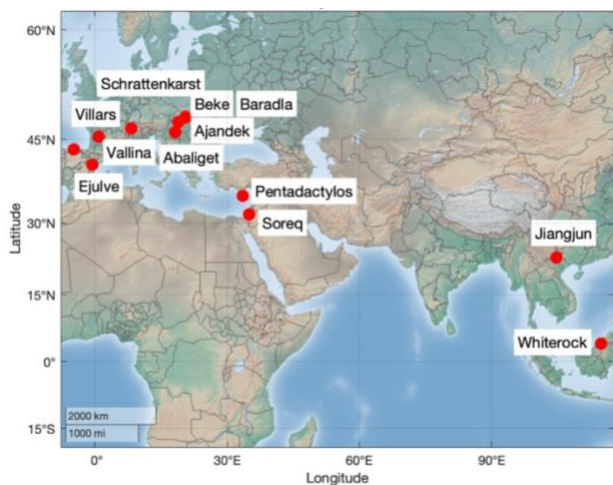 60°N
Schrattenkarst
Beke Baradla
Villars
Ajandek
45°N
Vallina
Abaliget
Ejulve
Pentadactylos
Latitude
30°N
Soreq
Jiangjun
15°N
Whiterock
0°
2000 km
1000 mi
15°S
0° 30°E 60°E 90°E
Longitude